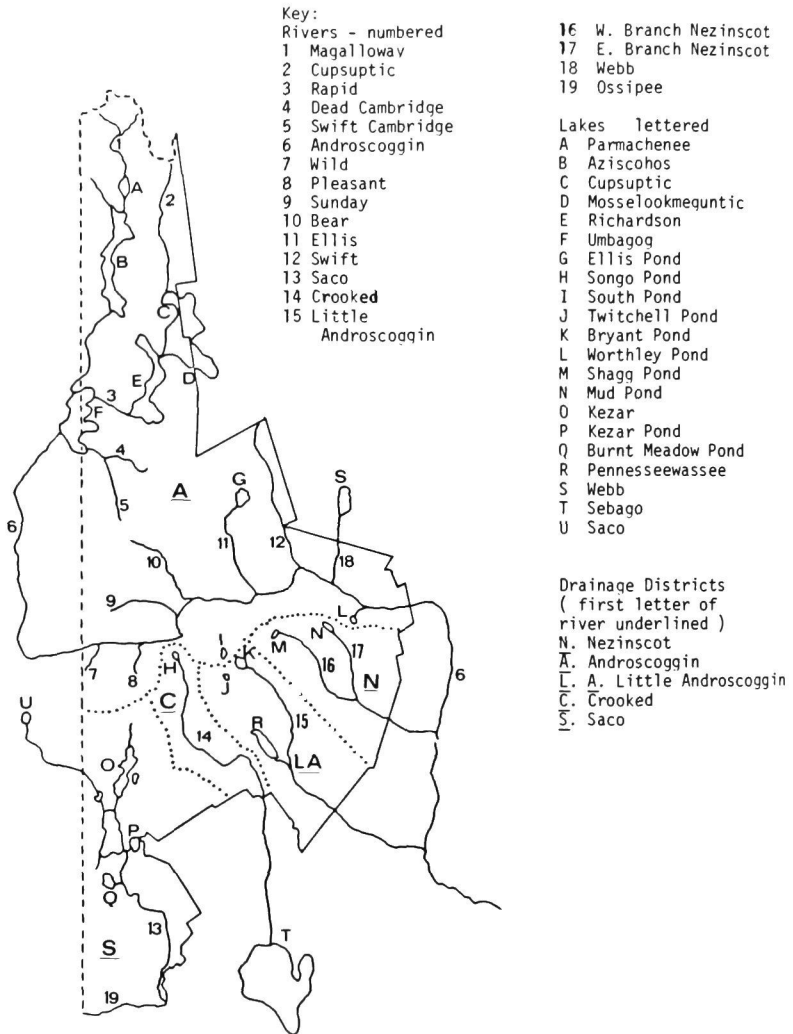 Key:
Rivers - numbered
1 Magallowav
2 Cupsuptic
3 Rapid
4 Dead Cambridge
5 Swift Cambridge
6 Androscoggin
7 Wild
8 Pleasant
9 Sunday
10 Bear
11 Ellis
12 Swift
13 Saco
14 Crooked
15 Little
Androscoggin
16 W. Branch Nezinscot
17 E. Branch Nezinscot
18 Webb
19 Ossipee
Lakes lettered
A Parmachenee
B Aziscohos
C Cupsuptic
D Mosselookmeguntic
E Richardson
F Umbagog
G Ellis Pond
H Songo Pond
I South Pond
J Twitchell Pond
K Bryant Pond
L Worthley Pond
M Shagg Pond
N Mud Pond
O Kezar
P Kezar Pond
Q Burnt Meadow Pond
R Pennesseewassee
S Webb
T Sebago
U Saco
Drainage Districts
( first letter of
river underlined )
N. Nezinscot
A. Androscoggin
L. A. Little Androscoggin
C. Crooked
S. Saco
1
A
2
B
C
E
D
3
F
4
A
G
S
5
6
11
12
18
10
9
L
I
N
K
M
H
J
16
17
N
6
7
8
U
C
R
15
14
LA
O
P
Q
13
S
T
19